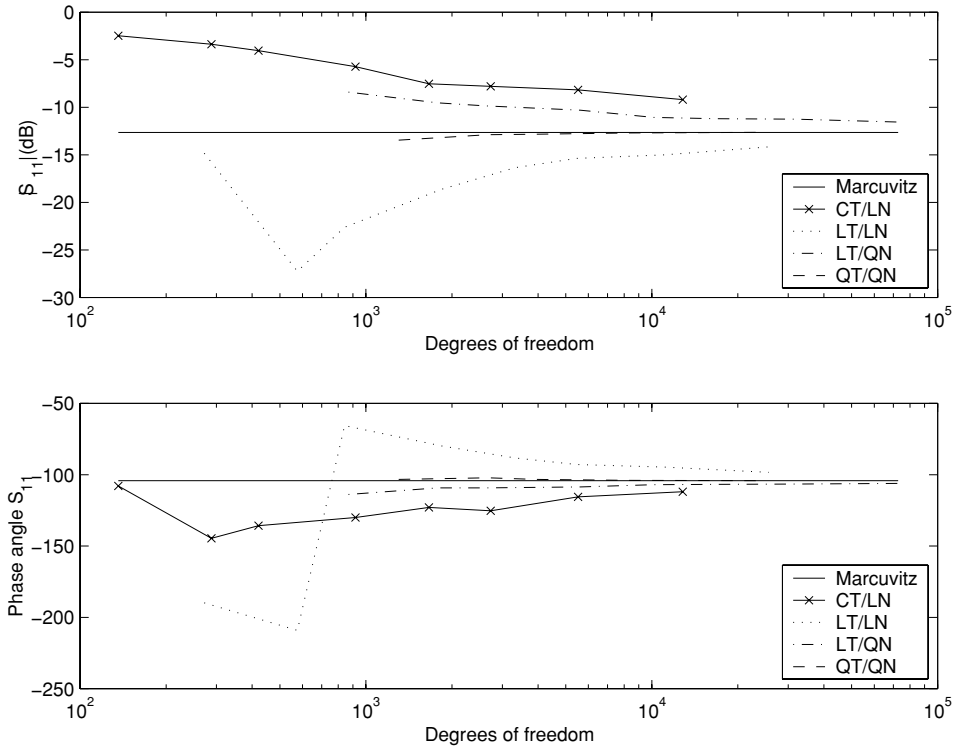 0
−5
−10
−15
−20
−25
−30
|S 11|(dB)
10^2
10^3
10^4
10^5
Degrees of freedom
Marcuvitz
CT/LN
LT/LN
LT/QN
QT/QN
−50
−100
−150
−200
−250
Phase angle S11
10^2
10^3
10^4
10^5
Degrees of freedom
Marcuvitz
CT/LN
LT/LN
LT/QN
QT/QN